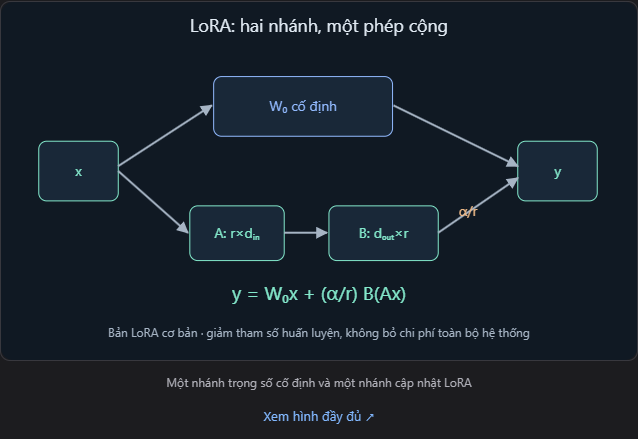 LoRA: hai nhánh, một phép cộng
W₀ cố định
x
y
A: r×dᵢₙ
B: dₒᵤₜ×r
α/r
y = W₀x + (α/r) B(Ax)
Bản LoRA cơ bản · giảm tham số huấn luyện, không bỏ chi phí toàn bộ hệ thống
Một nhánh trọng số cố định và một nhánh cập nhật LoRA
Xem hình đầy đủ ↗